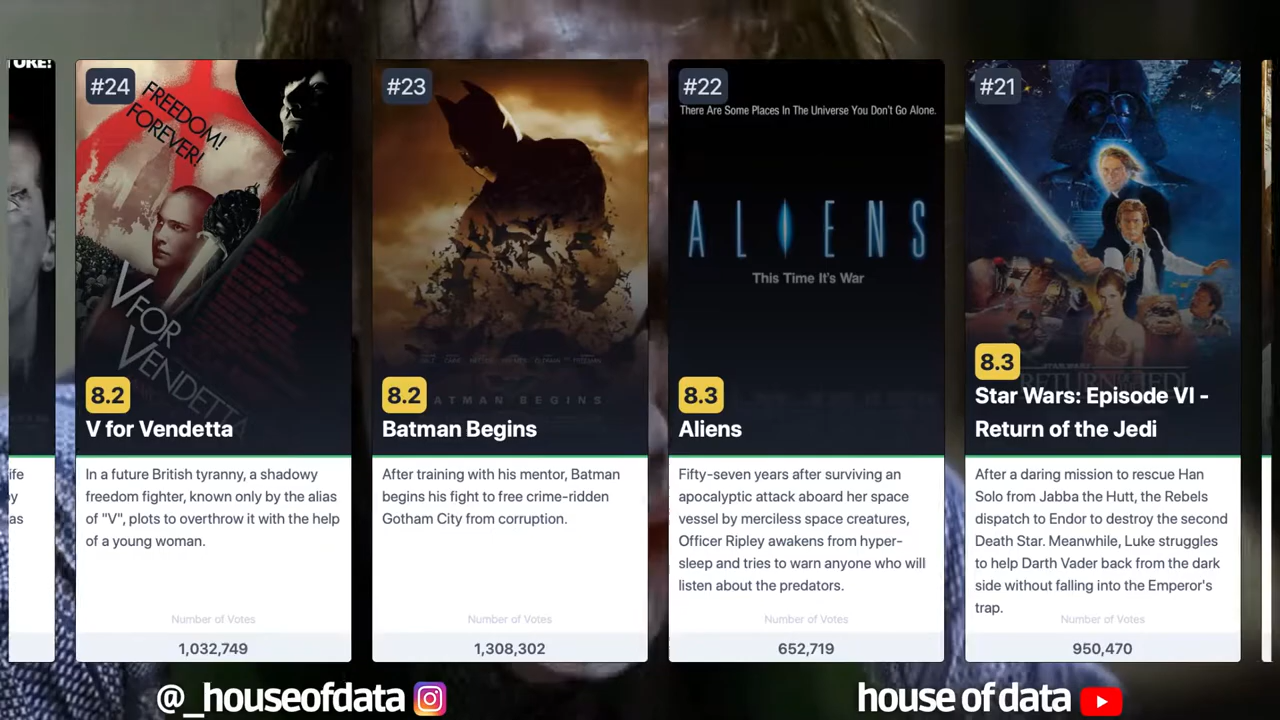 TURE!
#24
FREEDOM!
FOREVER!
V FOR
VENDETTA
8.2
V for Vendetta
In a future British tyranny, a shadowy
freedom fighter, known only by the alias
of "V", plots to overthrow it with the help
of a young woman.
Number of Votes
1,032,749
#23
BATMAN BEGINS
8.2
Batman Begins
After training with his mentor, Batman
begins his fight to free crime-ridden
Gotham City from corruption.
Number of Votes
1,308,302
#22
There Are Some Places In The Universe You Don't Go Alone.
ALIENS
This Time It's War
8.3
Aliens
Fifty-seven years after surviving an
apocalyptic attack aboard her space
vessel by merciless space creatures,
Officer Ripley awakens from hyper-
sleep and tries to warn anyone who will
listen about the predators.
Number of Votes
652,719
#21
STAR WARS
RETURN OF THE JEDI
8.3
Star Wars: Episode VI -
Return of the Jedi
After a daring mission to rescue Han
Solo from Jabba the Hutt, the Rebels
dispatch to Endor to destroy the second
Death Star. Meanwhile, Luke struggles
to help Darth Vader back from the dark
side without falling into the Emperor's
trap.
Number of Votes
950,470
ife
as
@_houseofdata
house of data